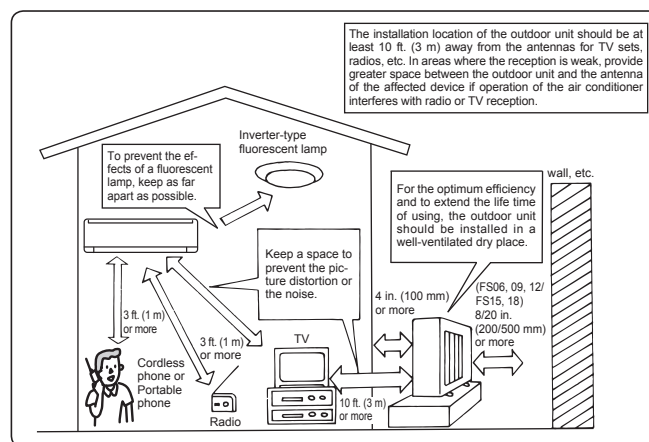 The installation location of the outdoor unit should be at
least 10 ft. (3 m) away from the antennas for TV sets,
radios, etc. In areas where the reception is weak, provide
greater space between the outdoor unit and the antenna
of the affected device if operation of the air conditioner
interferes with radio or TV reception.
Inverter-type
fluorescent lamp
To prevent the ef-
fects of a fluorescent
lamp, keep as far
apart as possible.
wall, etc.
For the optimum efficiency
and to extend the life time
of using, the outdoor unit
should be installed in a
well-ventilated dry place.
Keep a space to
prevent the pic-
ture distortion or
the noise.
4 in. (100 mm)
or more
(FS06, 09, 12/
FS15, 18)
8/20 in.
(200/500 mm)
or more
3 ft. (1 m)
or more
3 ft. (1 m)
or more
TV
Cordless
phone or
Portable
phone
Radio
10 ft. (3 m)
or more